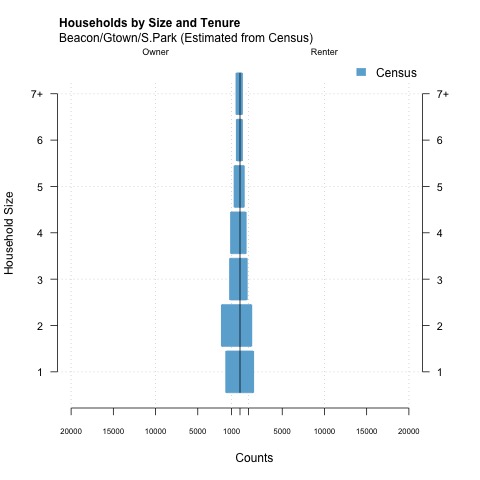 Households by Size and Tenure
Beacon/Gtown/S.Park (Estimated from Census)
Owner Renter
Census
7+ 7+
6 6
5 5
4 4
3 3
2 2
1 1
Household Size
20000 15000 10000 5000 1000 5000 10000 15000 20000
Counts